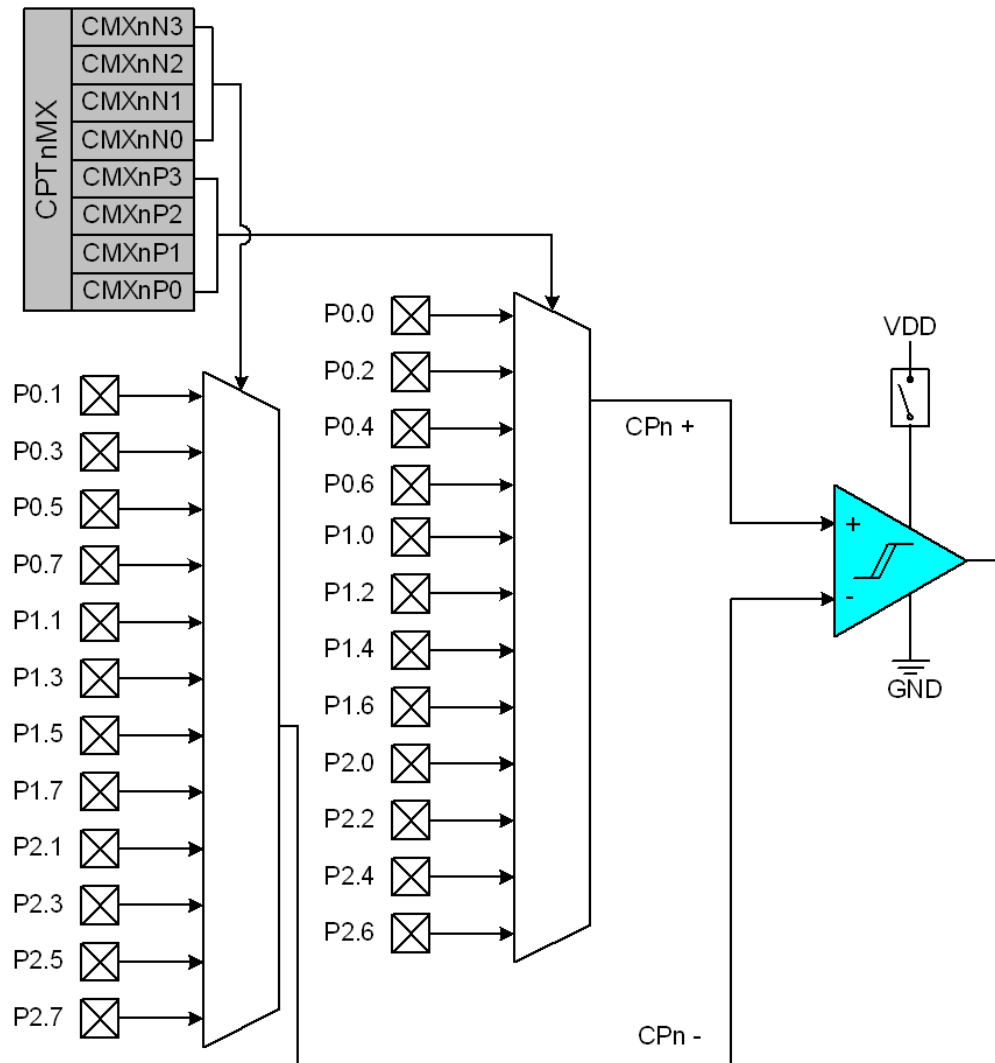 CPTnMX
CMXnN3
CMXnN2
CMXnN1
CMXnN0
CMXnP3
CMXnP2
CMXnP1
CMXnP0
P0.1
P0.3
P0.5
P0.7
P1.1
P1.3
P1.5
P1.7
P2.1
P2.3
P2.5
P2.7
P0.0
P0.2
P0.4
P0.6
P1.0
P1.2
P1.4
P1.6
P2.0
P2.2
P2.4
P2.6
CPn +
CPn -
VDD
+
-
GND